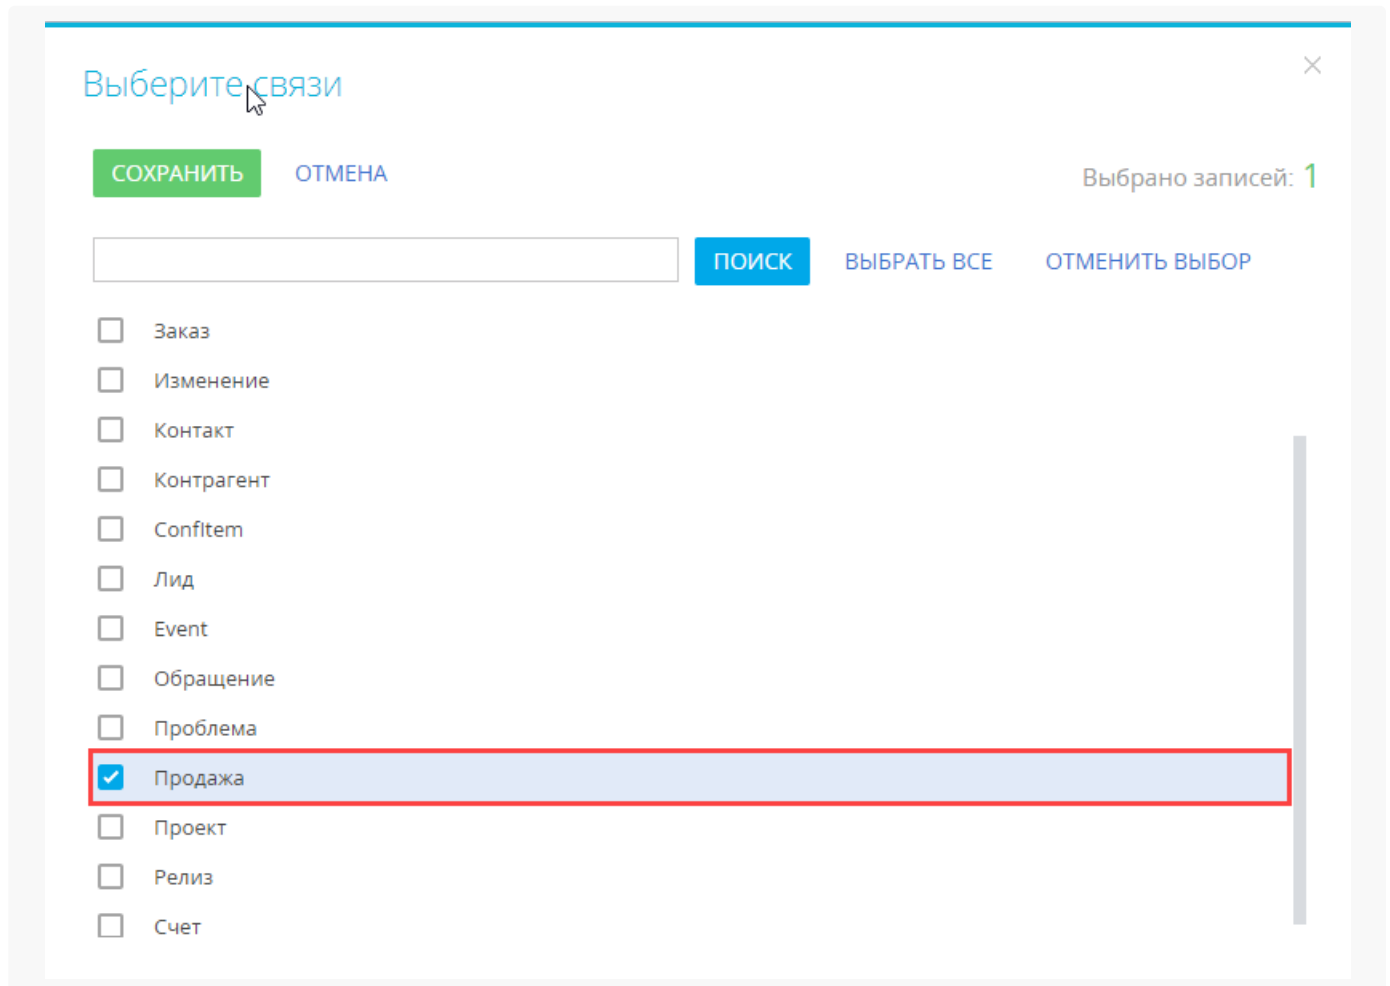 Выберите связи
СОХРАНИТЬ ОТМЕНА Выбрано записей: 1
ПОИСК ВЫБРАТЬ ВСЕ ОТМЕНИТЬ ВЫБОР
Заказ
Изменение
Контакт
Контрагент
ConfItem
Лид
Event
Обращение
Проблема
Продажа
Проект
Релиз
Счет